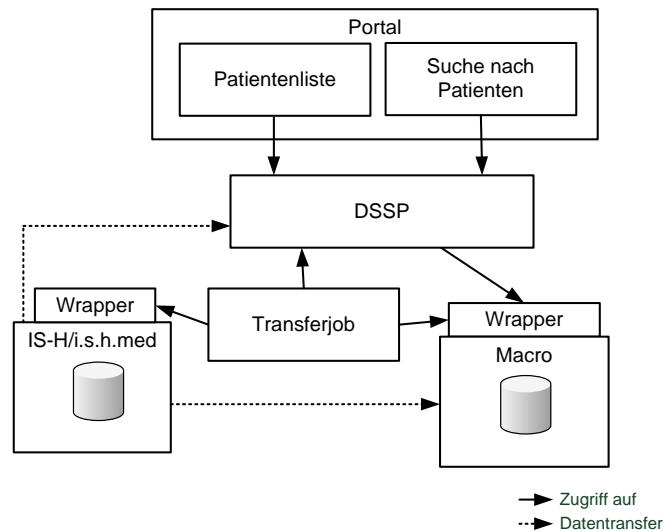 Portal
Patientenliste
Suche nach
Patienten
DSSP
Wrapper
IS-H/i.s.h.med
Transferjob
Wrapper
Macro
Zugriff auf
Datentransfer